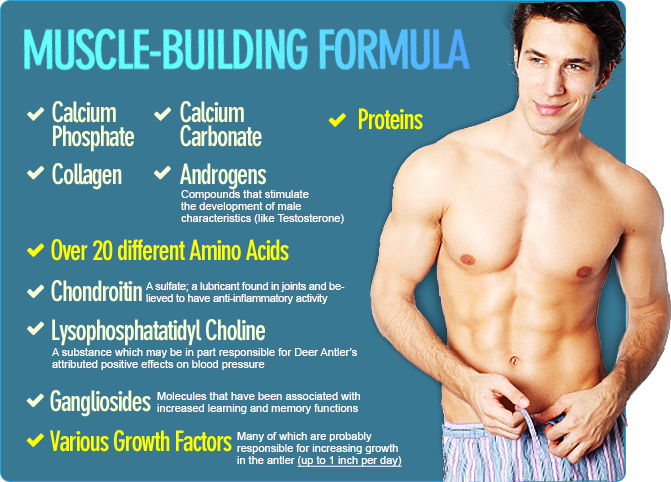 MUSCLE-BUILDING FORMULA
Calcium
Phosphate
Calcium
Carbonate
Proteins
Collagen
Androgens
Compounds that stimulate
the development of male
characteristics (like Testosterone)
Over 20 different Amino Acids
Chondroitin A sulfate; a lubricant found in joints and be-
lieved to have anti-inflammatory activity
Lysophosphatatidyl Choline
A substance which may be in part responsible for Deer Antler's
attributed positive effects on blood pressure
Gangliosides Molecules that have been associated with
increased learning and memory functions
Various Growth Factors Many of which are probably
responsible for increasing growth
in the antler (up to 1 inch per day)